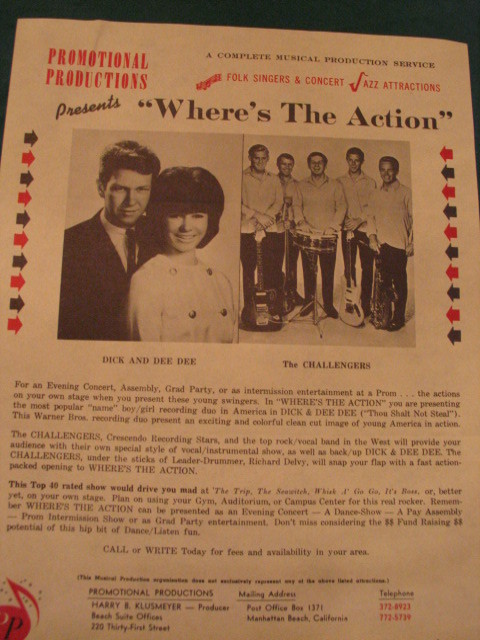 PROMOTIONAL
PRODUCTIONS
A COMPLETE MUSICAL PRODUCTION SERVICE
FOLK SINGERS & CONCERT JAZZ ATTRACTIONS
Presents "Where's The Action"
DICK AND DEE DEE
The CHALLENGERS
For an Evening Concert, Assembly, Grad Party, or as intermission entertainment at a Prom . . . the actions
on your own stage when you present these young swingers. In "WHERE'S THE ACTION" you are presenting
the most popular "name" boy/girl recording duo in America in DICK & DEE DEE ("Thou Shalt Not Steal").
This Warner Bros. recording duo present an exciting and colorful clean cut image of young America in action.
The CHALLENGERS, Crescendo Recording Stars, and the top rock/vocal band in the West will provide your
audience with their own special style of vocal/instrumental show, as well as back/up DICK & DEE DEE. The
CHALLENGERS, under the sticks of Leader-Drummer, Richard Delvy, will snap your flap with a fast action-
packed opening to WHERE'S THE ACTION.
This Top 40 rated show would drive you mad at 'The Trip, The Seawitch, Whisk A' Go Go, It's Boss, or, better
yet, on your own stage. Plan on using your Gym, Auditorium, or Campus Center for this real rocker. Remem-
ber WHERE'S THE ACTION can be presented as an Evening Concert — A Dance-Show — A Pay Assembly
— Prom Intermission Show or as Grad Party entertainment. Don't miss considering the $$ Fund Raising $$
potential of this hip bit of Dance/Listen fun.
CALL or WRITE Today for fees and availability in your area.
(This Musical Production organization does not exclusively represent any of the above listed attractions.)
PROMOTIONAL PRODUCTIONS
HARRY B. KLUSMEYER — Producer
Beach Suite Offices
220 Thirty-First Street
Mailing Address
Post Office Box 1371
Manhattan Beach, California
Telephone
372-8923
772-5739
PP